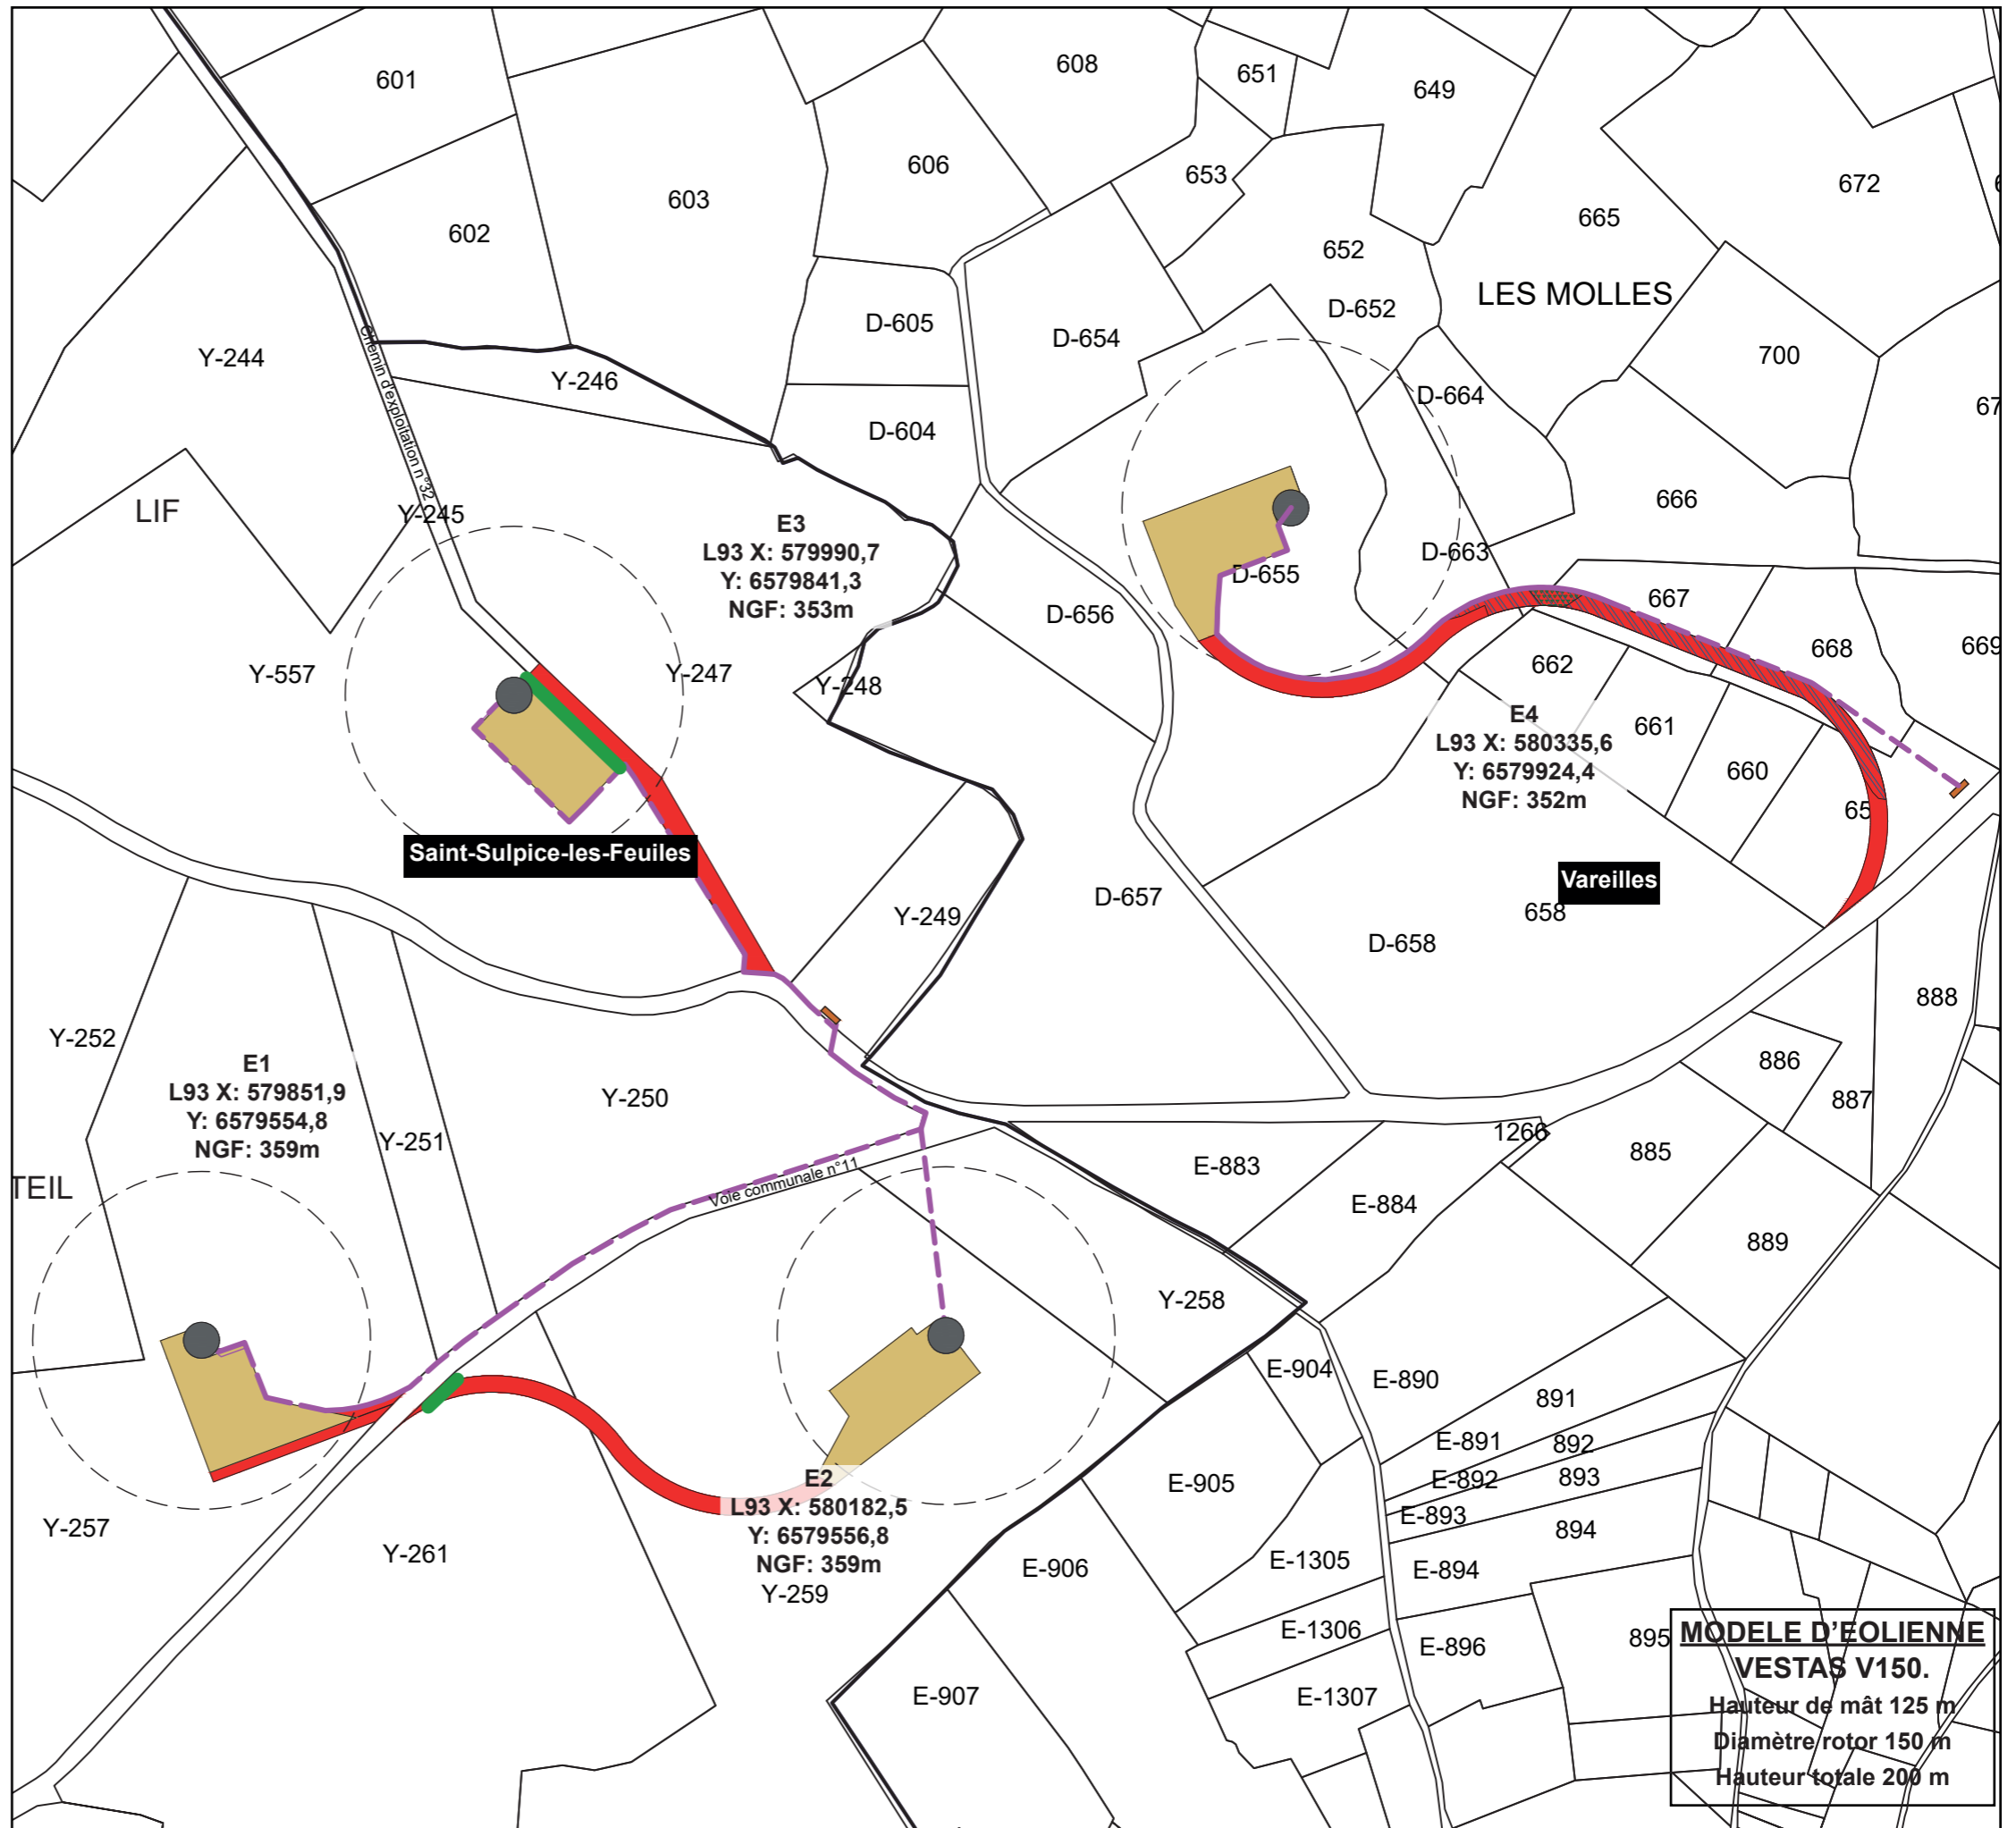 601
608
651
649
606
653
672
603
602
652
665
LES MOLLES
D-652
D-605
D-654
Y-244
Y-246
700
D-664
67
D-604
Chemin d'exploitation n°32
LIF
Y-245
666
E3
L93 X: 579990,7
Y: 6579841,3
NGF: 353m
D-663
D-655
667
D-656
668
669
662
Y-557
Y-247
Y-248
E4
L93 X: 580335,6
Y: 6579924,4
NGF: 352m
661
660
65
Saint-Sulpice-les-Feuiles
Vareilles
658
D-657
Y-249
D-658
888
Y-252
886
E1
L93 X: 579851,9
Y: 6579554,8
NGF: 359m
Y-250
887
1266
Y-251
E-883
885
Voie communale n°11
TEIL
E-884
889
Y-258
E-904
E-890
891
E-891
892
E-892
893
E-905
E-893
E2
L93 X: 580182,5
Y: 6579556,8
NGF: 359m
Y-259
Y-257
Y-261
894
E-1305
E-894
E-906
E-1306
E-896
895
E-907
E-1307
MODELE D'EOLIENNE
VESTAS V150.
Hauteur de mât 125 m
Diamètre rotor 150 m
Hauteur totale 200 m